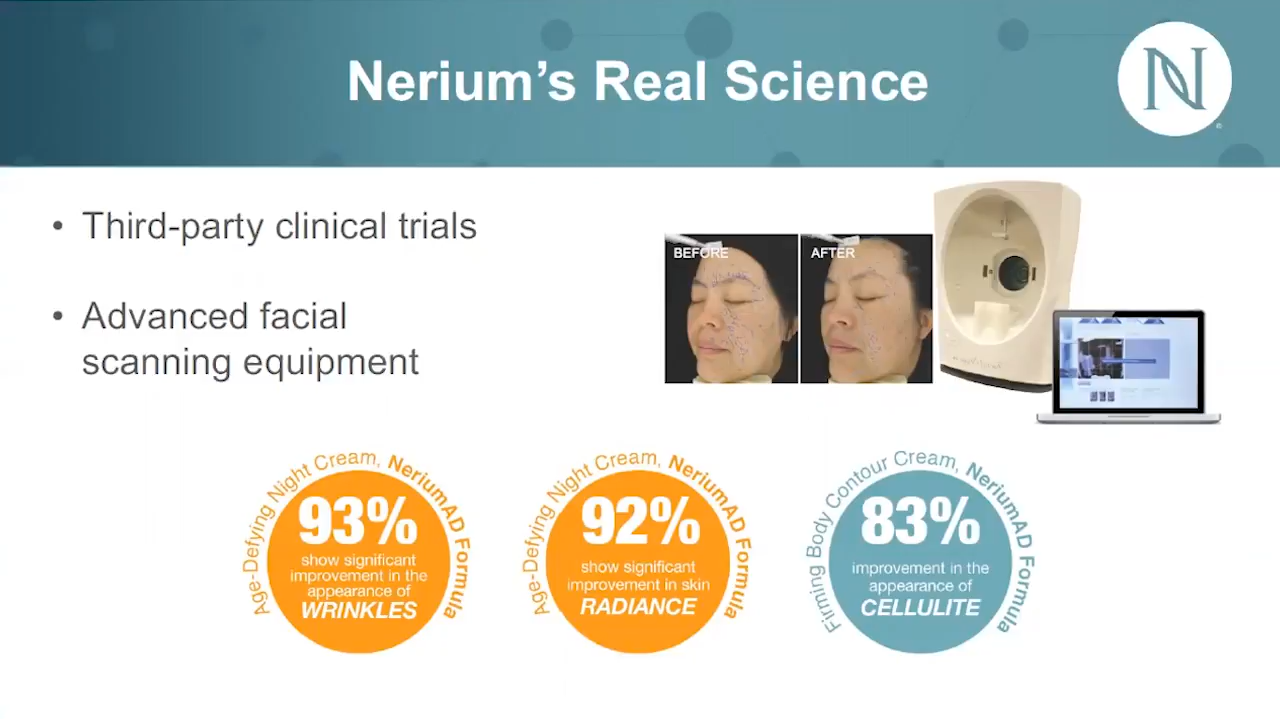 Nerium’s Real Science
N
®
• Third-party clinical trials
• Advanced facial
scanning equipment
BEFORE
AFTER
Age-Defying Night Cream, NeriumAD Formula
93%
show significant
improvement in the
appearance of
WRINKLES
Age-Defying Night Cream, NeriumAD Formula
92%
show significant
improvement in skin
RADIANCE
Firming Body Contour Cream, NeriumAD Formula
83%
improvement in the
appearance of
CELLULITE